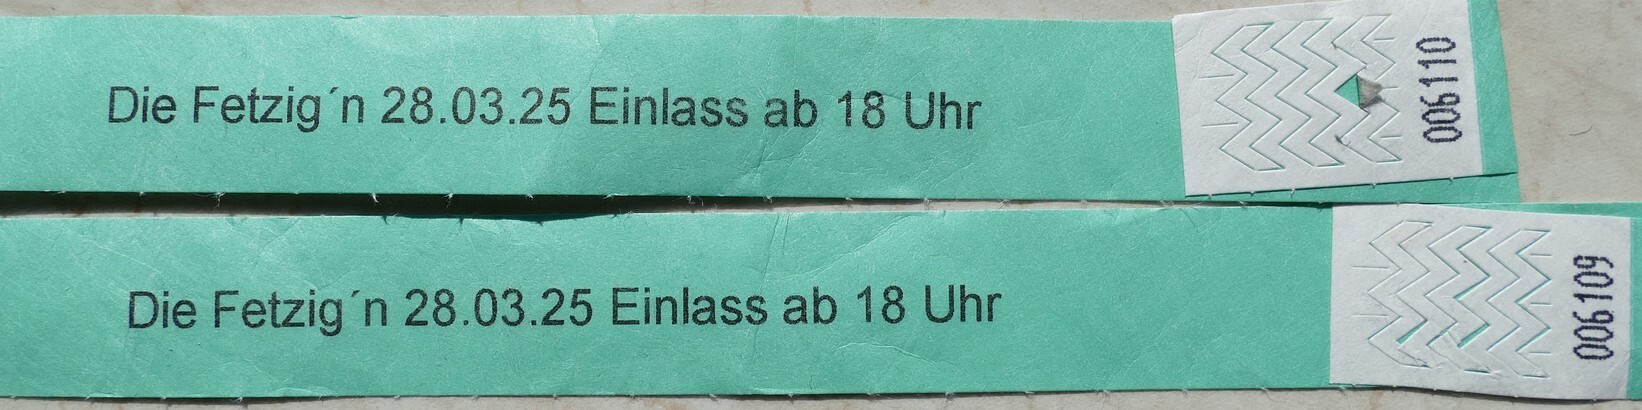 Die Fetzig´n 28.03.25 Einlass ab 18 Uhr
006110
Die Fetzig´n 28.03.25 Einlass ab 18 Uhr
006109